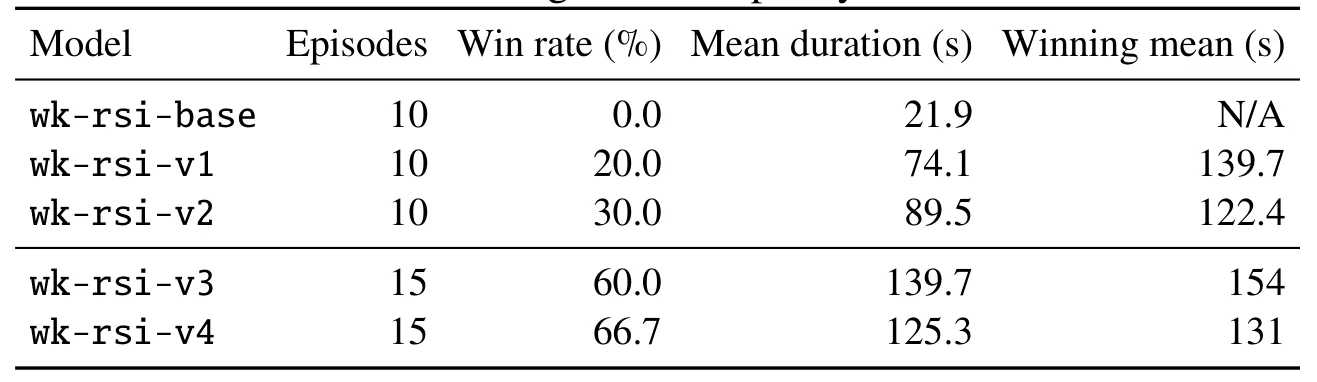 Model Episodes Win rate (%) Mean duration (s) Winning mean (s)
wk-rsi-base 10 0.0 21.9 N/A
wk-rsi-v1 10 20.0 74.1 139.7
wk-rsi-v2 10 30.0 89.5 122.4
wk-rsi-v3 15 60.0 139.7 154
wk-rsi-v4 15 66.7 125.3 131